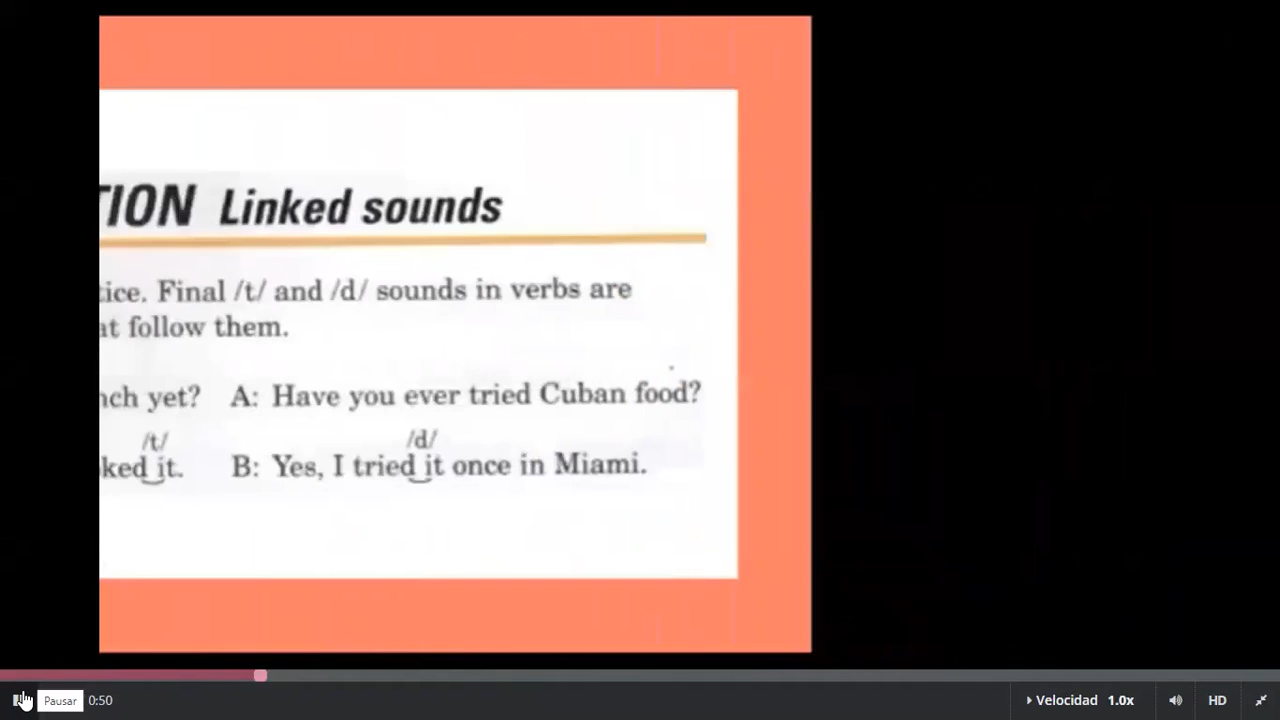 TION Linked sounds
tice. Final /t/ and /d/ sounds in verbs are
at follow them.
nch yet? A: Have you ever tried Cuban food?
/t/ /d/
ked it. B: Yes, I tried it once in Miami.
Pausar 0:50 Velocidad 1.0x HD